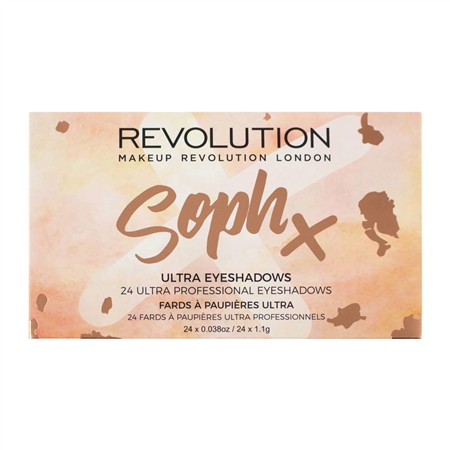 REVOLUTION
MAKEUP REVOLUTION LONDON
Soph x
ULTRA EYESHADOWS
24 ULTRA PROFESSIONAL EYESHADOWS
FARDS À PAUPIÈRES ULTRA
24 FARDS À PAUPIÈRES ULTRA PROFESSIONNELS
24 x 0.038oz / 24 x 1.1g